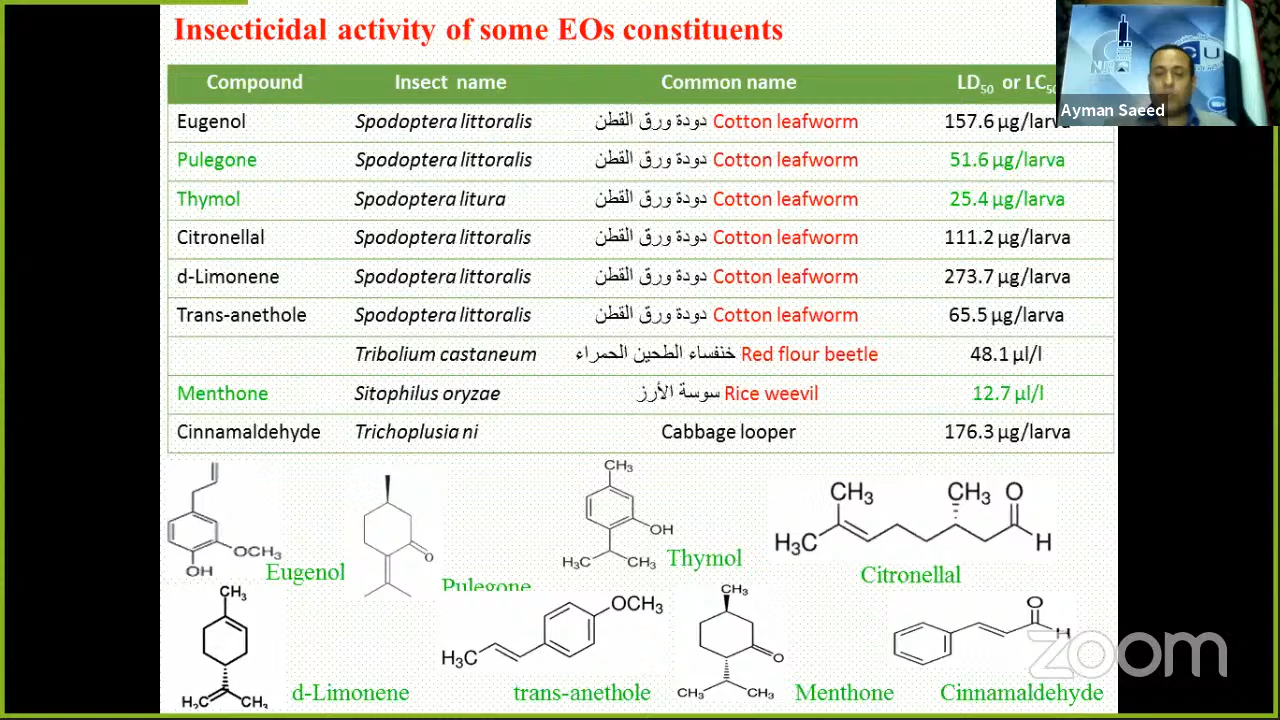 Insecticidal activity of some EOs constituents
Compound Insect name Common name LD50 or LC50
Eugenol Spodoptera littoralis دودة ورق القطن Cotton leafworm 157.6 µg/larva
Pulegone Spodoptera littoralis دودة ورق القطن Cotton leafworm 51.6 µg/larva
Thymol Spodoptera litura دودة ورق القطن Cotton leafworm 25.4 µg/larva
Citronellal Spodoptera littoralis دودة ورق القطن Cotton leafworm 111.2 µg/larva
d-Limonene Spodoptera littoralis دودة ورق القطن Cotton leafworm 273.7 µg/larva
Trans-anethole Spodoptera littoralis دودة ورق القطن Cotton leafworm 65.5 µg/larva
Tribolium castaneum خنفساء الطحين الحمراء Red flour beetle 48.1 µl/l
Menthone Sitophilus oryzae سوسة الأرز Rice weevil 12.7 µl/l
Cinnamaldehyde Trichoplusia ni Cabbage looper 176.3 µg/larva
Ayman Saeed
OCH3
OH
Eugenol
O
Pulegone
CH3
OH
H3C CH3
Thymol
CH3 CH3 O
H3C H
Citronellal
CH3
H2C CH3
d-Limonene
OCH3
H3C
trans-anethole
CH3
O
CH3 CH3
Menthone
O
H
Cinnamaldehyde
zoom